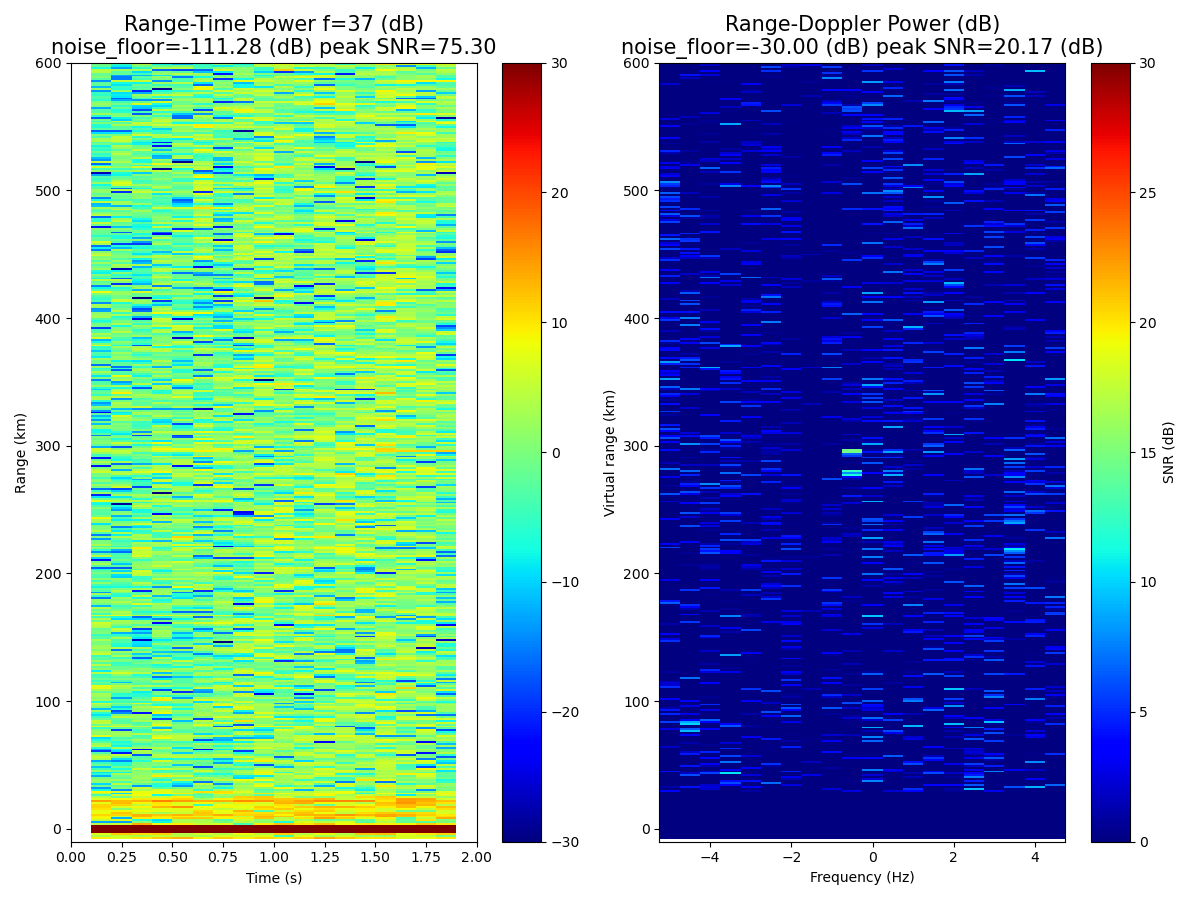 Range-Time Power f=37 (dB)
noise_floor=-111.28 (dB) peak SNR=75.30
600
500
400
300
200
100
0
Range (km)
0.00 0.25 0.50 0.75 1.00 1.25 1.50 1.75 2.00
Time (s)
30
20
10
0
−10
−20
−30
Range-Doppler Power (dB)
noise_floor=-30.00 (dB) peak SNR=20.17 (dB)
600
500
400
300
200
100
0
Virtual range (km)
−4 −2 0 2 4
Frequency (Hz)
30
25
20
15
10
5
0
SNR (dB)